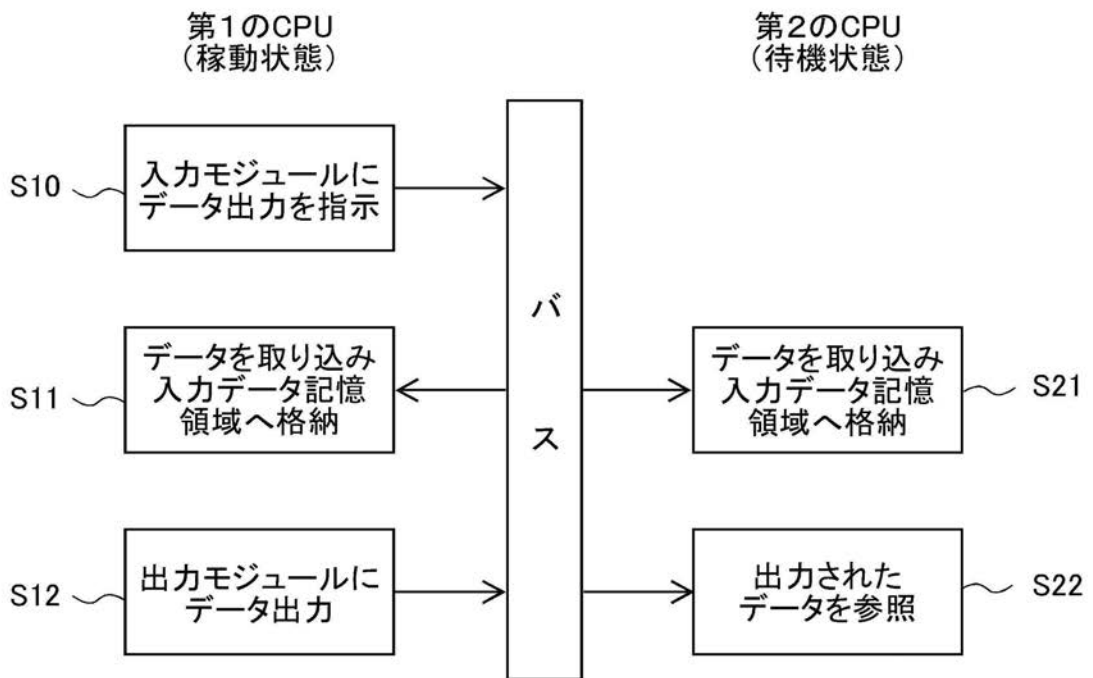 第1のCPU
(稼動状態)
第2のCPU
(待機状態)
S10
入力モジュールに
データ出力を指示
バ
ス
S11
データを取り込み
入力データ記憶
領域へ格納
データを取り込み
入力データ記憶
領域へ格納
S21
S12
出力モジュールに
データ出力
出力された
データを参照
S22